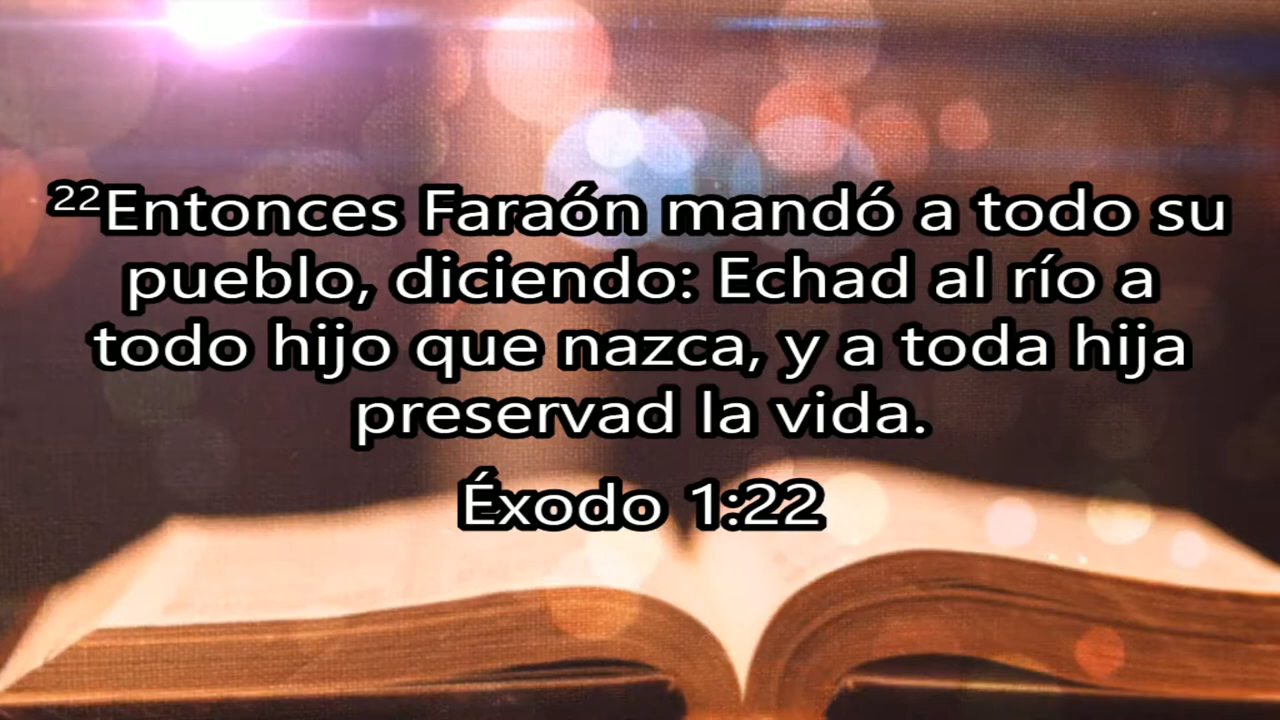 ²²Entonces Faraón mandó a todo su
pueblo, diciendo: Echad al río a
todo hijo que nazca, y a toda hija
preservad la vida.
Éxodo 1:22